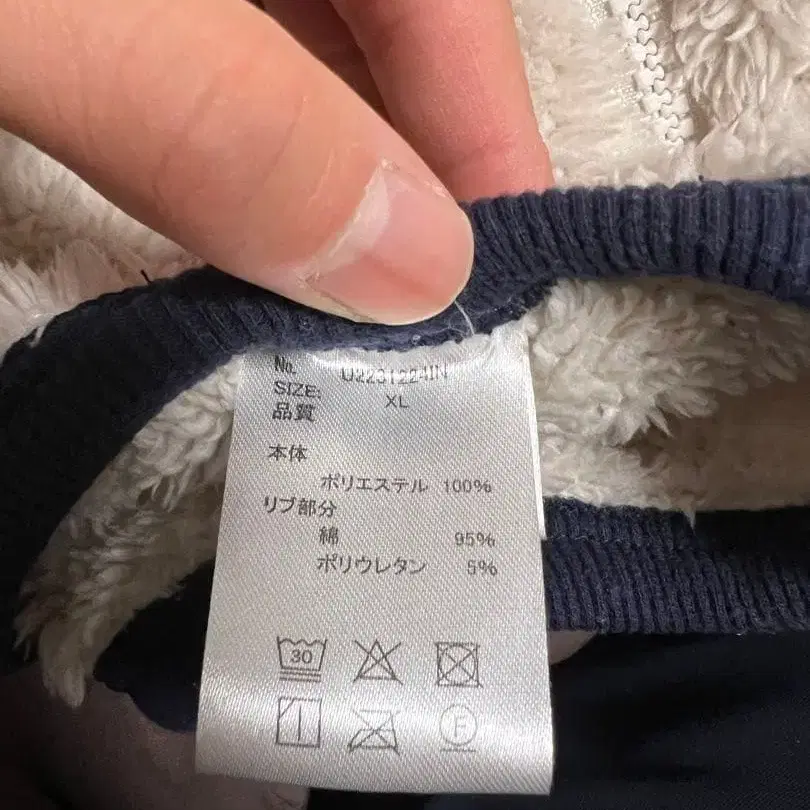 No. U2231224IN
SIZE: XL
品質
本体
ポリエステル 100%
リブ部分
綿 95%
ポリウレタン 5%
30
F